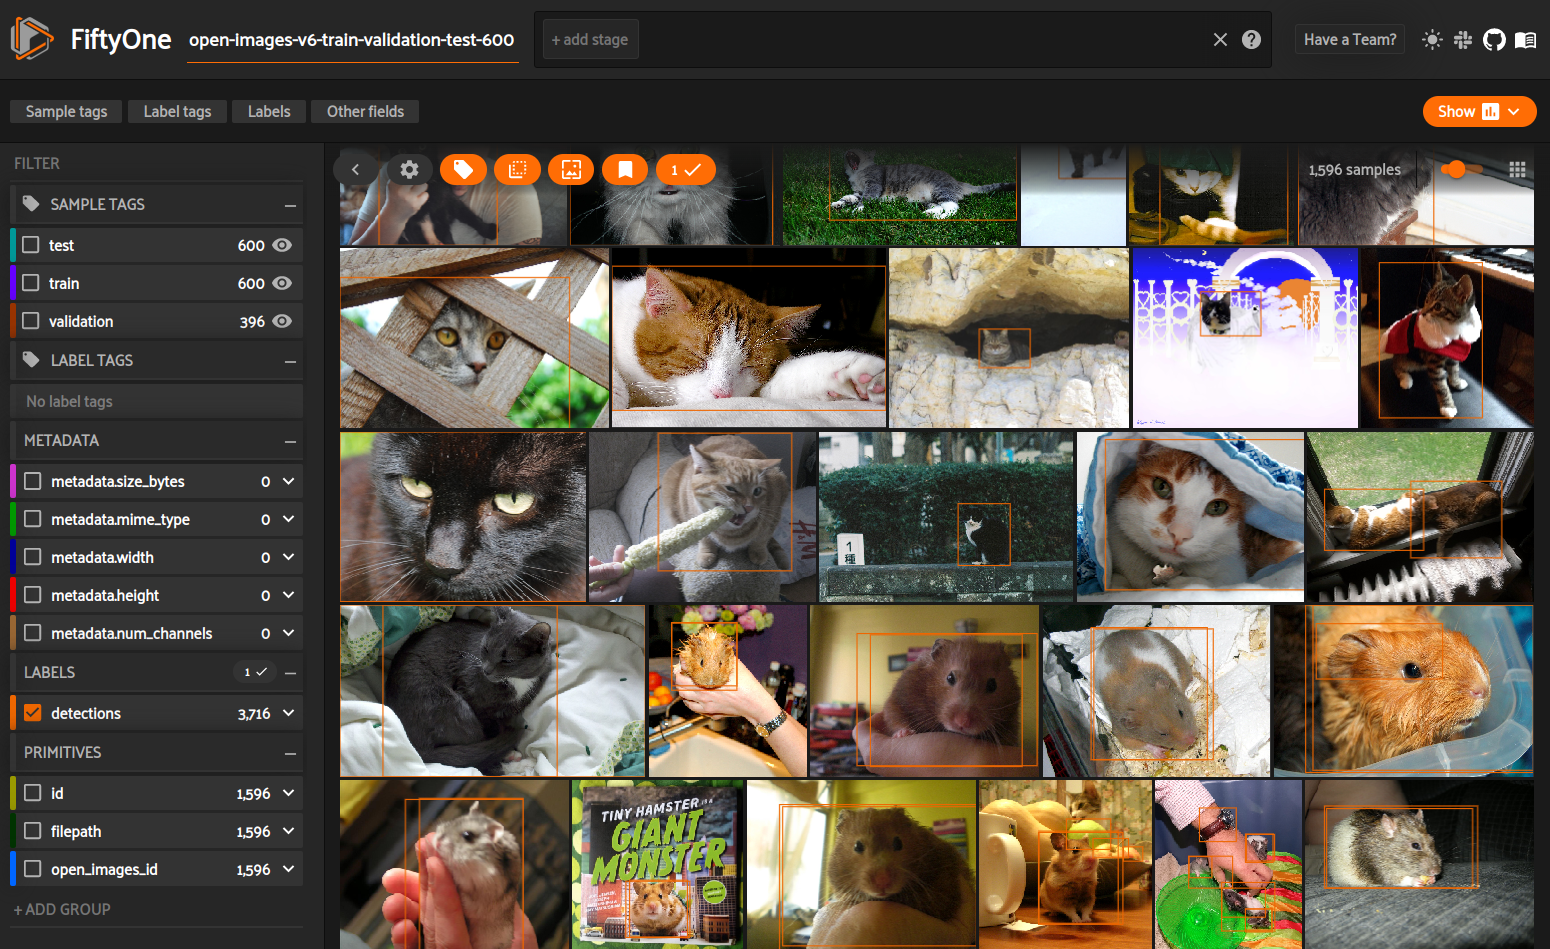 FiftyOne
open-images-v6-train-validation-test-600
+ add stage
Have a Team?
Sample tags
Label tags
Labels
Other fields
Show
FILTER
SAMPLE TAGS
test 600
train 600
validation 396
LABEL TAGS
No label tags
METADATA
metadata.size_bytes 0
metadata.mime_type 0
metadata.width 0
metadata.height 0
metadata.num_channels 0
LABELS 1
detections 3,716
PRIMITIVES
id 1,596
filepath 1,596
open_images_id 1,596
+ ADD GROUP
1
1,596 samples
1
種
TINY HAMSTER IS A
GIANT
MONSTER